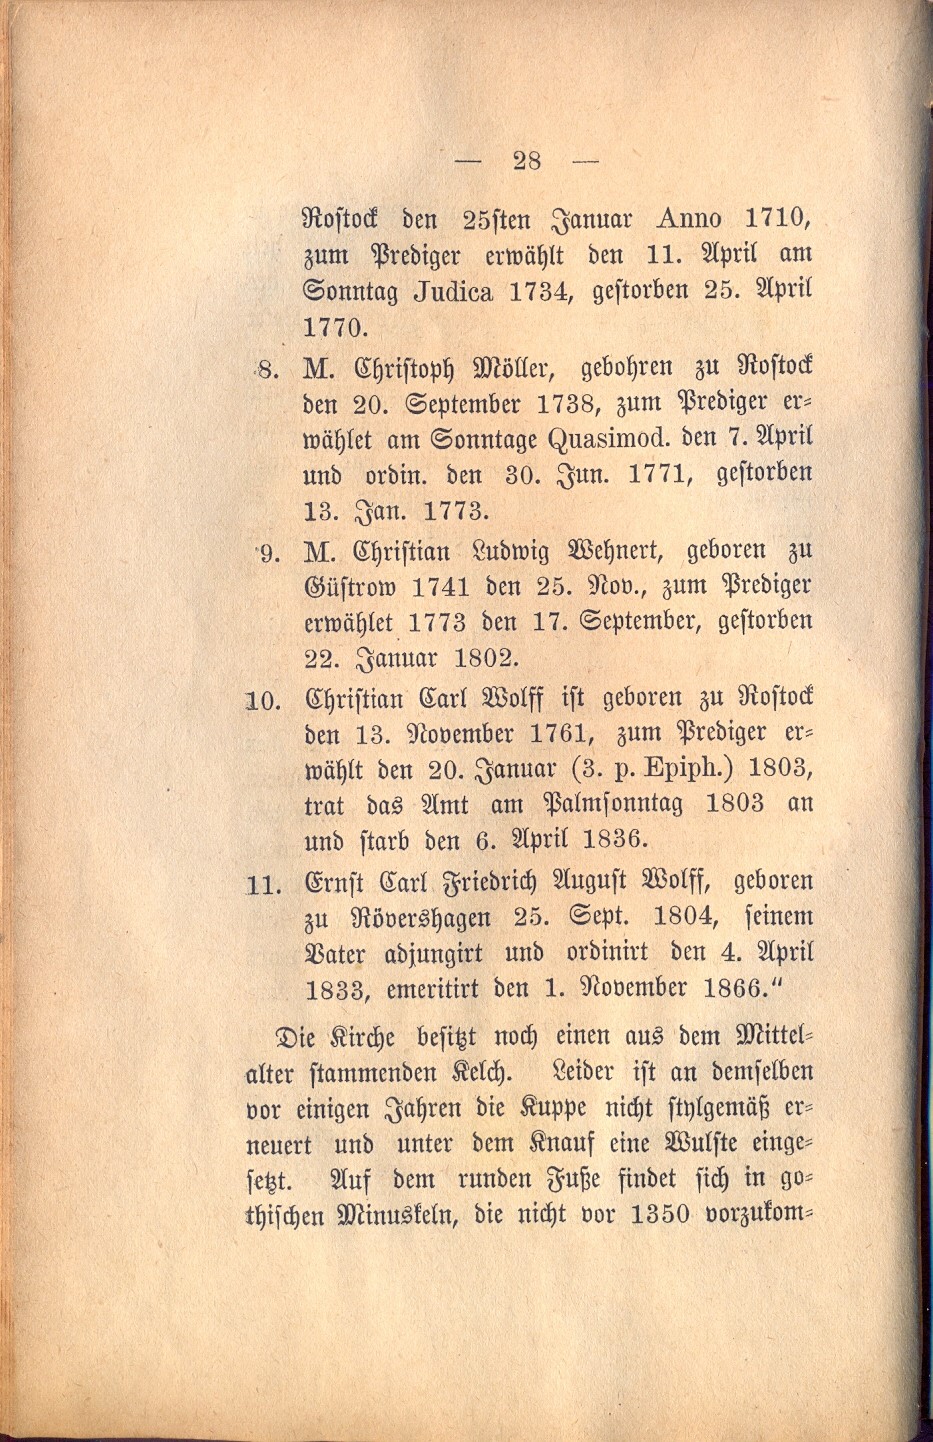 — 28 —
Rostock den 25sten Januar Anno 1710,
zum Prediger erwählt den 11. April am
Sonntag Judica 1734, gestorben 25. April
1770.
8. M. Christoph Möller, gebohren zu Rostock
den 20. September 1738, zum Prediger er-
wählet am Sonntage Quasimod. den 7. April
und ordin. den 30. Jun. 1771, gestorben
13. Jan. 1773.
9. M. Christian Ludwig Wehnert, geboren zu
Güstrow 1741 den 25. Nov., zum Prediger
erwählet 1773 den 17. September, gestorben
22. Januar 1802.
10. Christian Carl Wolff ist geboren zu Rostock
den 13. November 1761, zum Prediger er-
wählt den 20. Januar (3. p. Epiph.) 1803,
trat das Amt am Palmsonntag 1803 an
und starb den 6. April 1836.
11. Ernst Carl Friedrich August Wolff, geboren
zu Rövershagen 25. Sept. 1804, seinem
Vater adjungirt und ordinirt den 4. April
1833, emeritirt den 1. November 1866.“
Die Kirche besitzt noch einen aus dem Mittel-
alter stammenden Kelch. Leider ist an demselben
vor einigen Jahren die Kuppe nicht stylgemäß er-
neuert und unter dem Knauf eine Wulste einge-
setzt. Auf dem runden Fuße findet sich in go-
thischen Minuskeln, die nicht vor 1350 vorzukom-